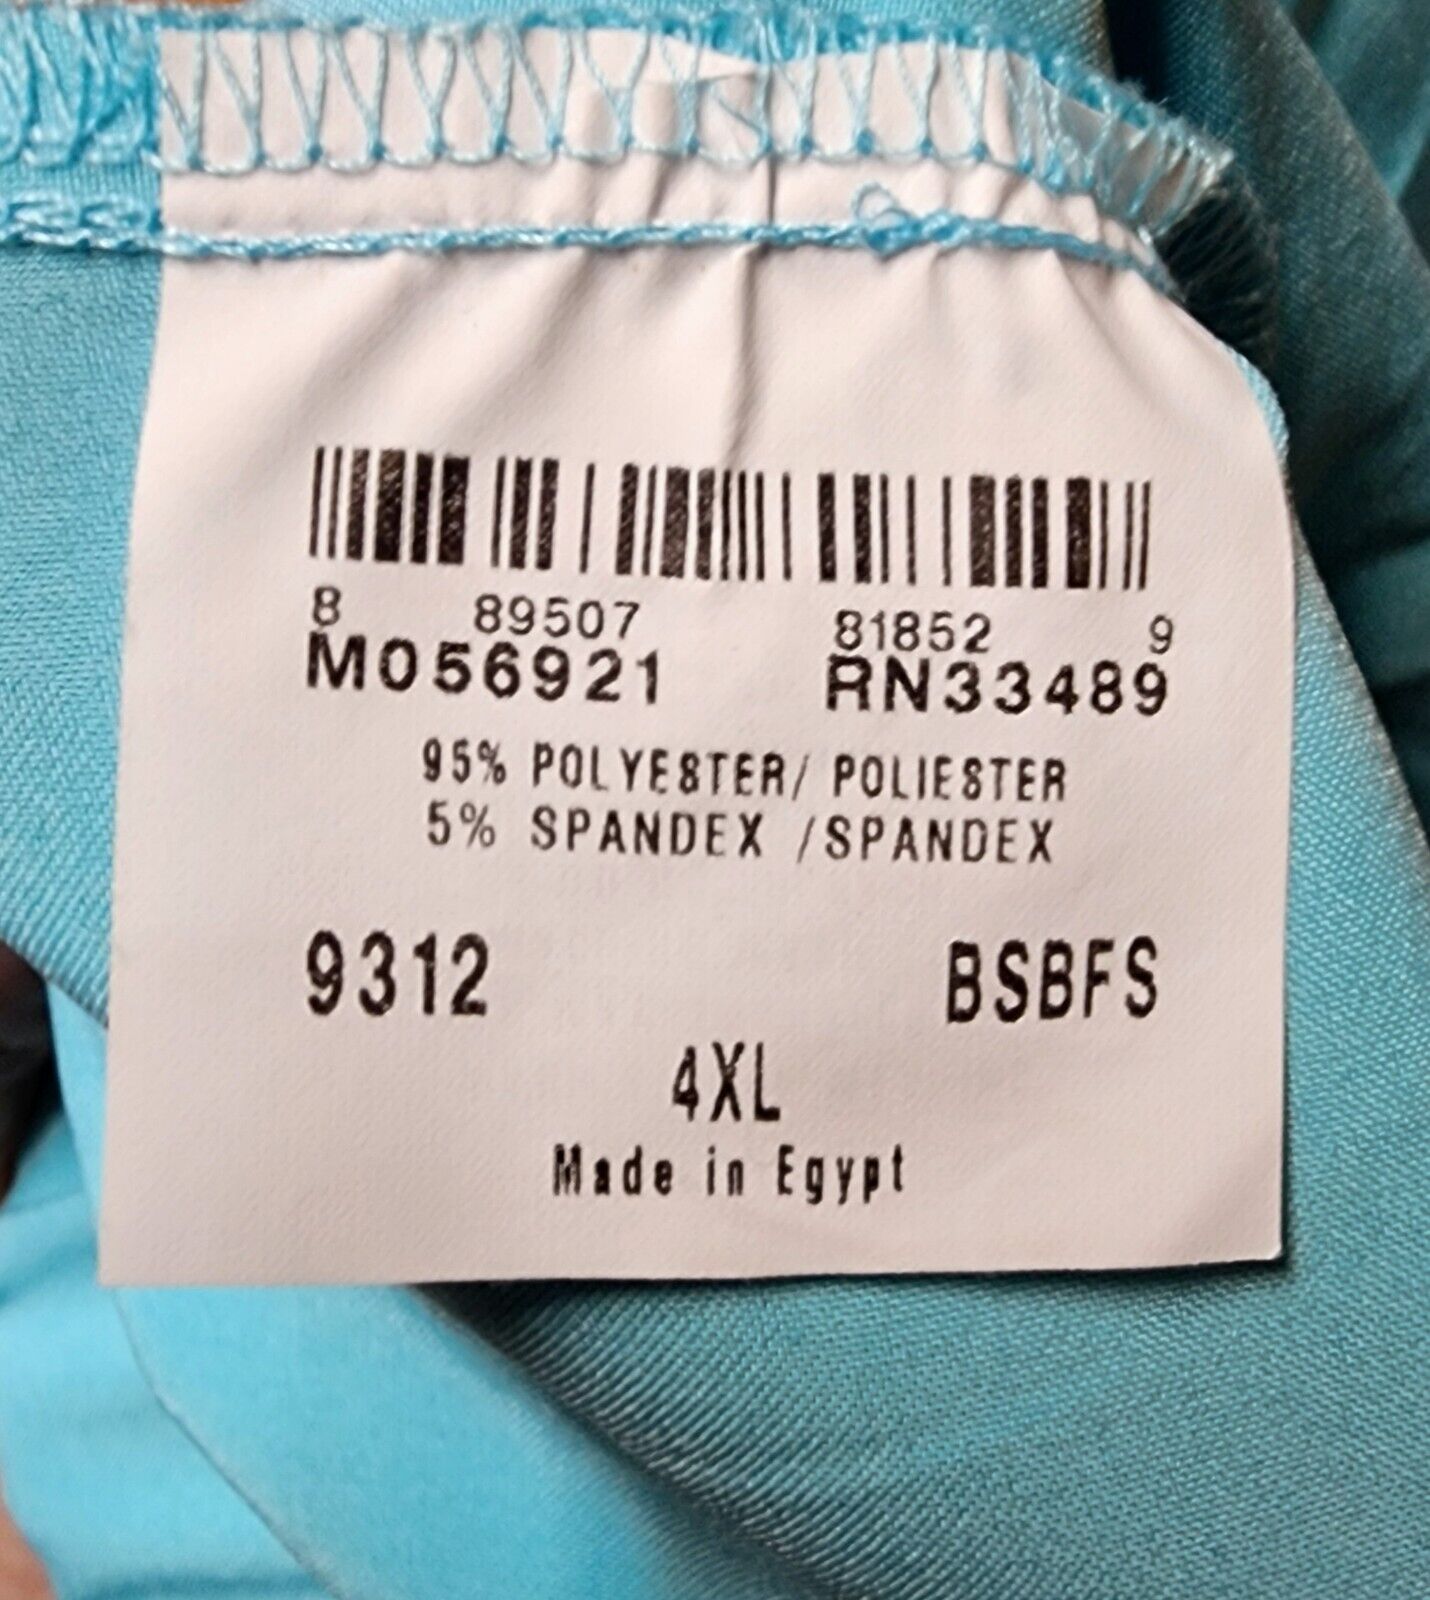 8 89507 81852 9
M056921 RN33489
95% POLYESTER/ POLIESTER
5% SPANDEX /SPANDEX
9312 BSBFS
4XL
Made in Egypt